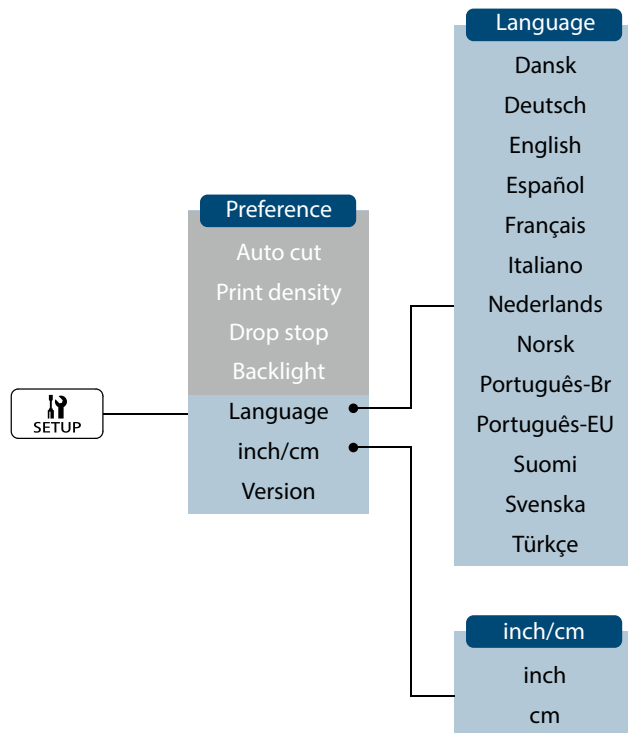 SETUP
Preference
Auto cut
Print density
Drop stop
Backlight
Language
inch/cm
Version
Language
Dansk
Deutsch
English
Español
Français
Italiano
Nederlands
Norsk
Português-Br
Português-EU
Suomi
Svenska
Türkçe
inch/cm
inch
cm